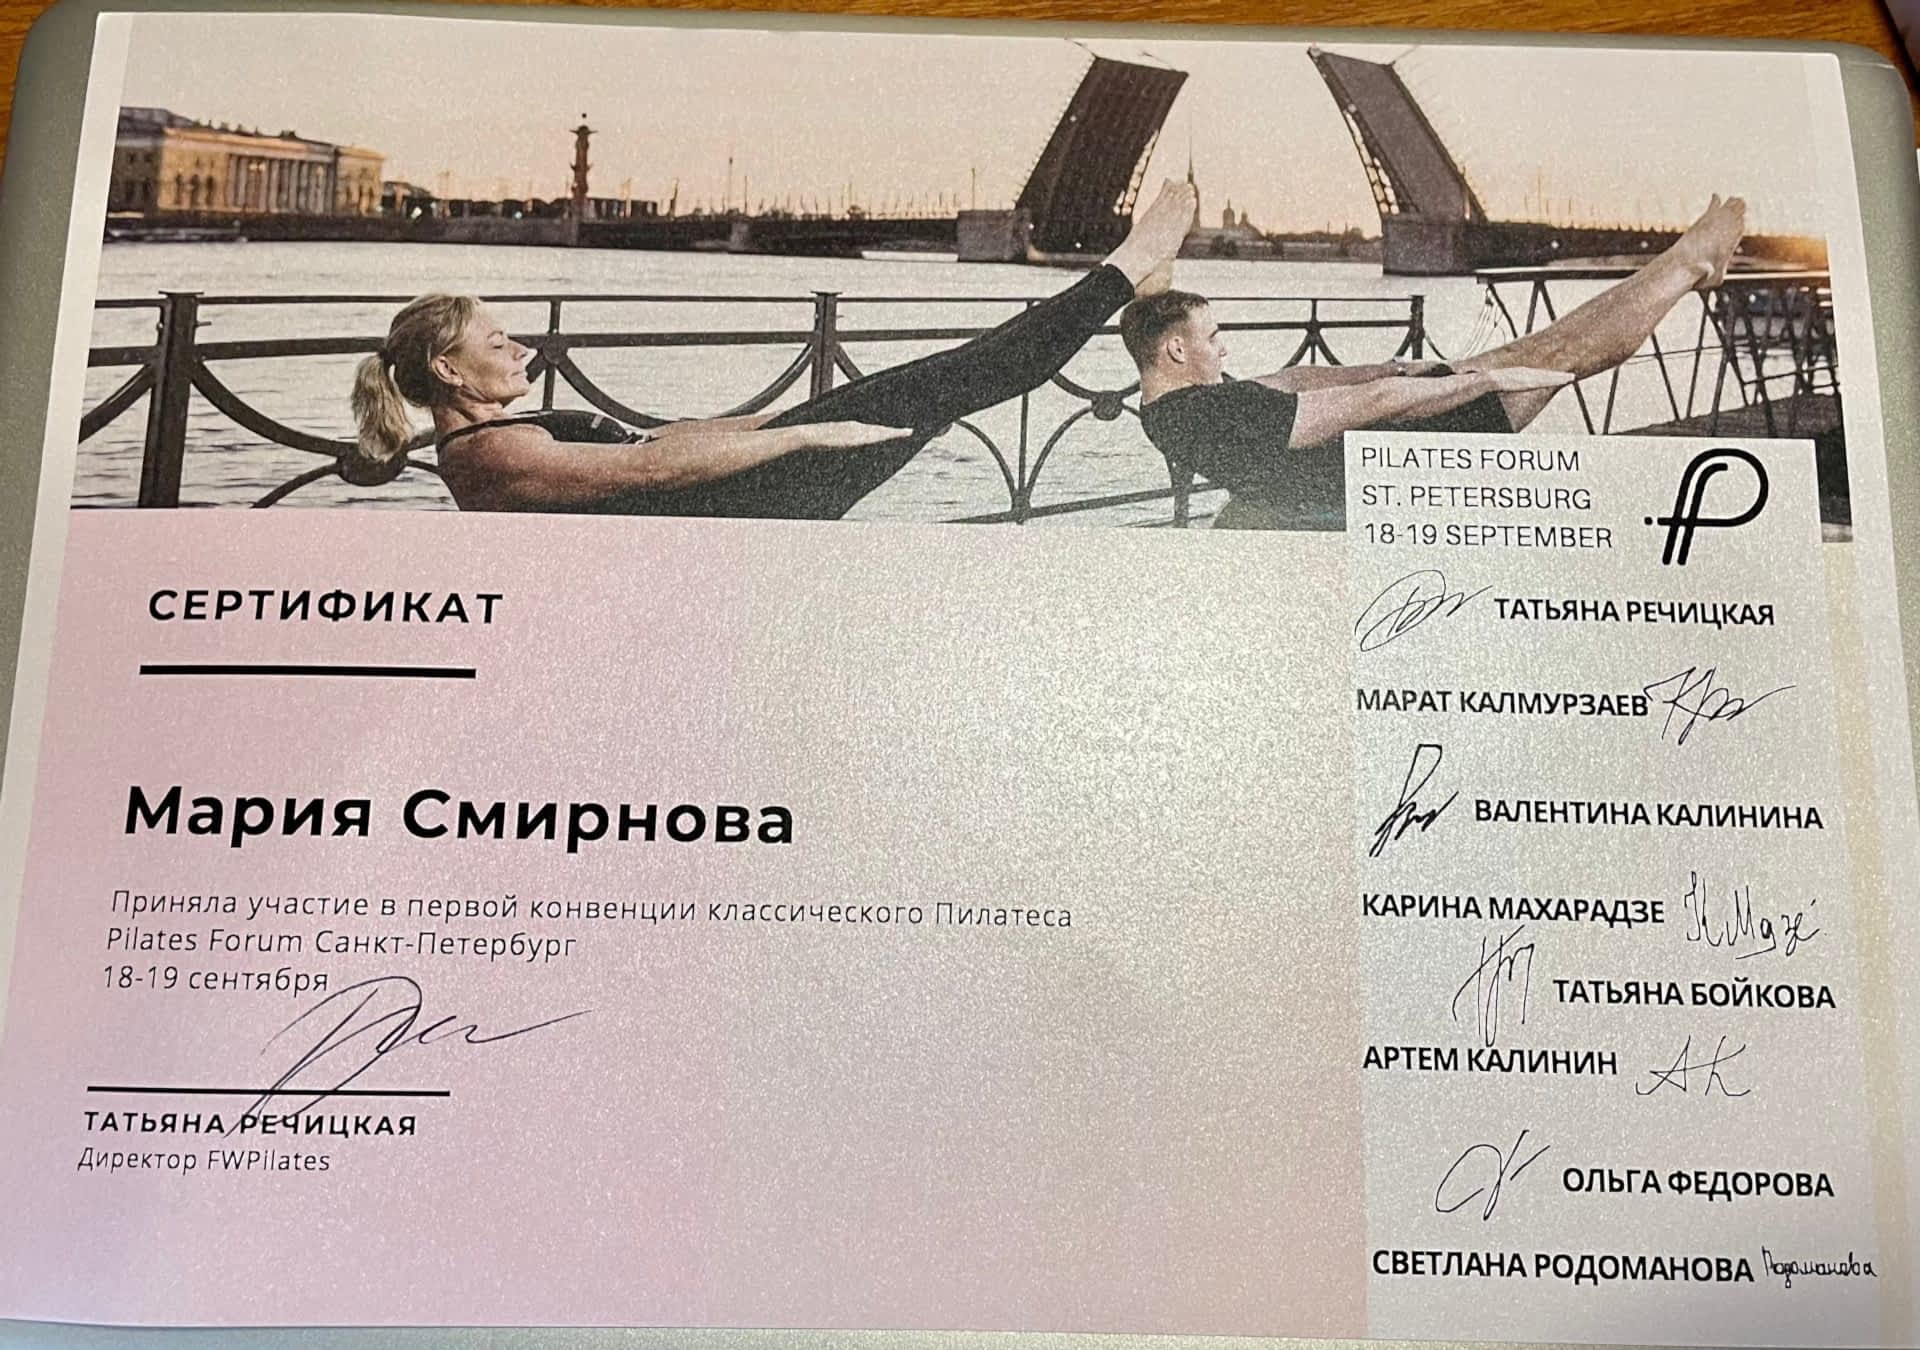 PILATES FORUM
ST. PETERSBURG
18-19 SEPTEMBER
СЕРТИФИКАТ
Мария Смирнова
Приняла участие в первой конвенции классического Пилатеса
Pilates Forum Санкт-Петербург
18-19 сентября
ТАТЬЯНА РЕЧИЦКАЯ
Директор FWPilates
ТАТЬЯНА РЕЧИЦКАЯ
МАРАТ КАЛМУРЗАЕВ
ВАЛЕНТИНА КАЛИНИНА
КАРИНА МАХАРАДЗЕ
ТАТЬЯНА БОЙКОВА
АРТЕМ КАЛИНИН
АК
ОЛЬГА ФЕДОРОВА
СВЕТЛАНА РОДОМАНОВА Родоманова